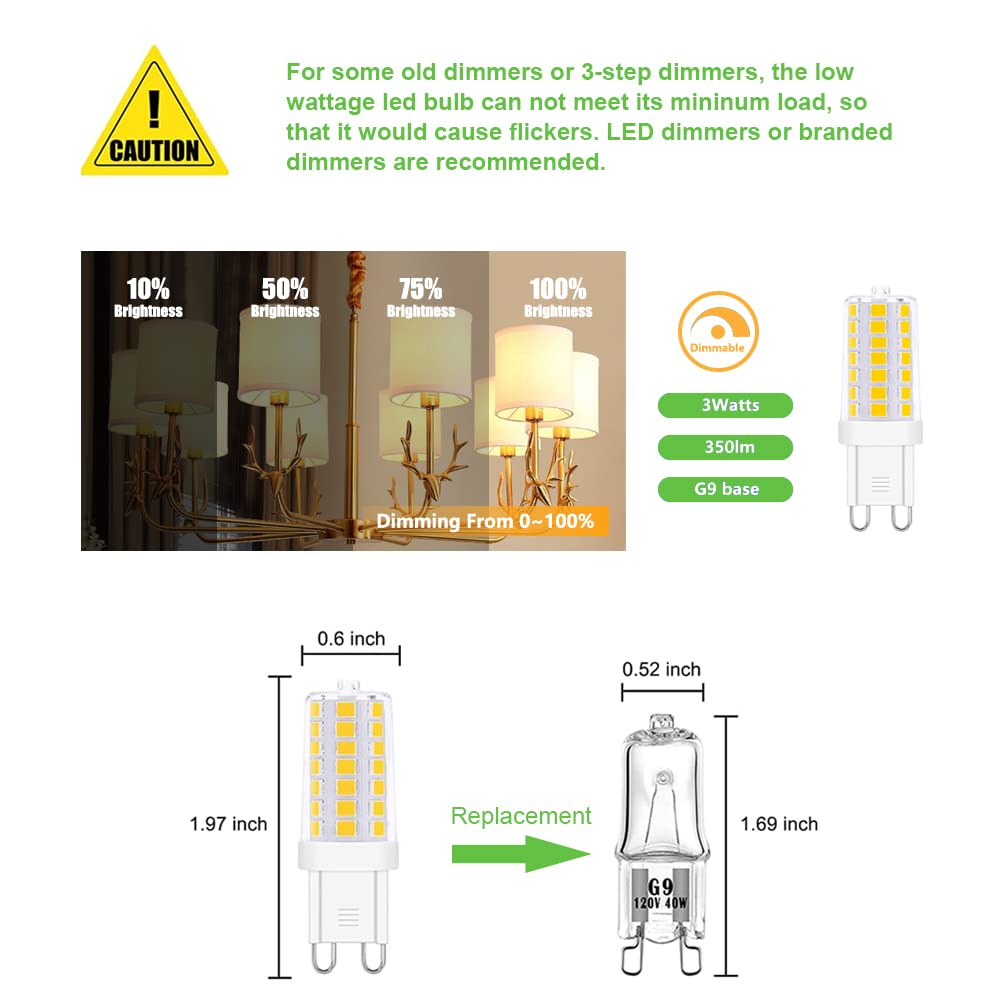 !
CAUTION
For some old dimmers or 3-step dimmers, the low
wattage led bulb can not meet its mininum load, so
that it would cause flickers. LED dimmers or branded
dimmers are recommended.
10%
Brightness
50%
Brightness
75%
Brightness
100%
Brightness
Dimming From 0~100%
Dimmable
3Watts
350lm
G9 base
0.6 inch
1.97 inch
Replacement
0.52 inch
1.69 inch
G9
120V 40W